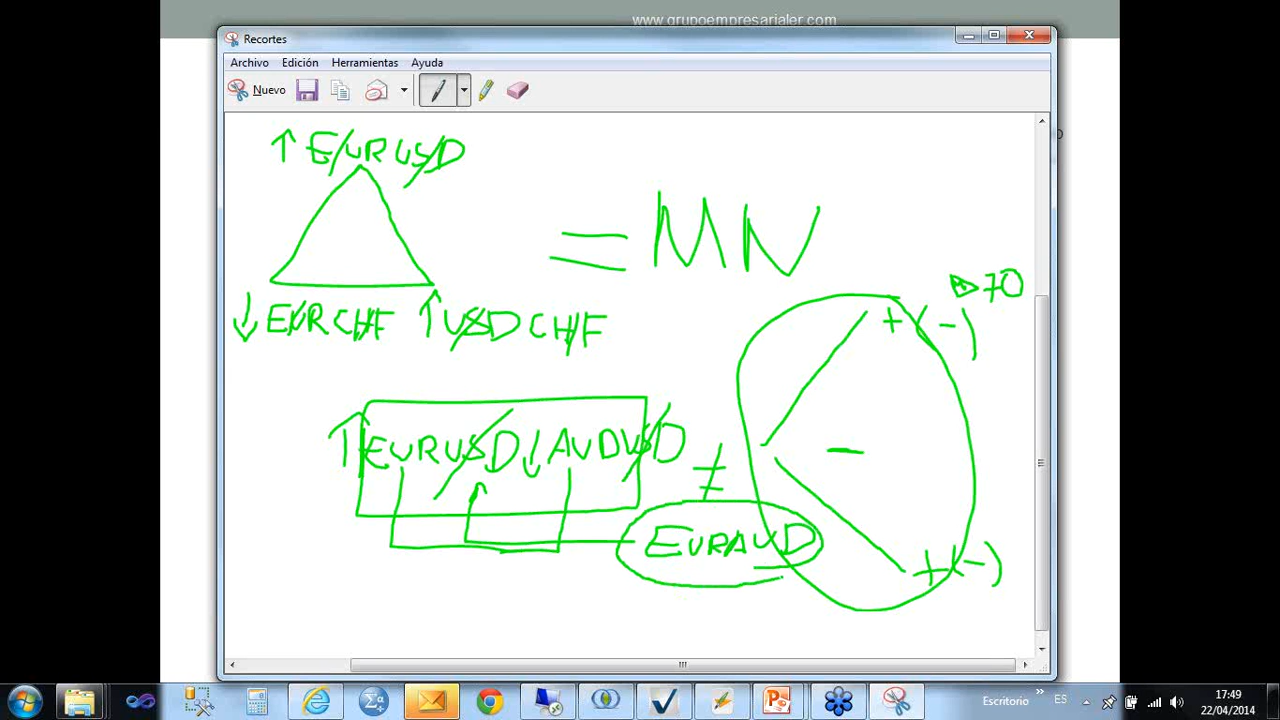 www.grupoempresarialer.com
Recortes
Archivo Edición Herramientas Ayuda
Nuevo
↑ EURUSD
= MN
↓ EURCHF ↑ USDCHF
70
+ (-)
↑ EURUSD ↓ AUDUSD ≠
-
EURAUD
+ (-)
Escritorio » ES 17:49
22/04/2014